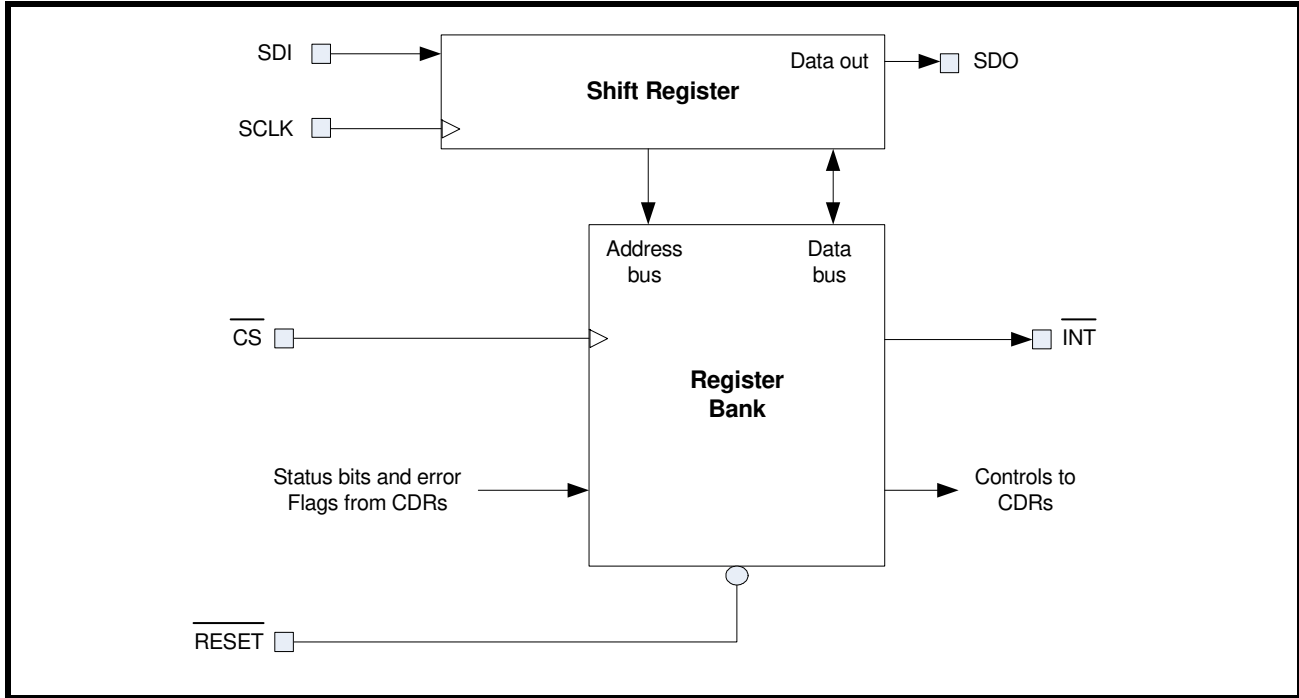 SDI
Data out
SDO
Shift Register
SCLK
Address
bus
Data
bus
CS
INT
Register
Bank
Status bits and error
Flags from CDRs
Controls to
CDRs
RESET